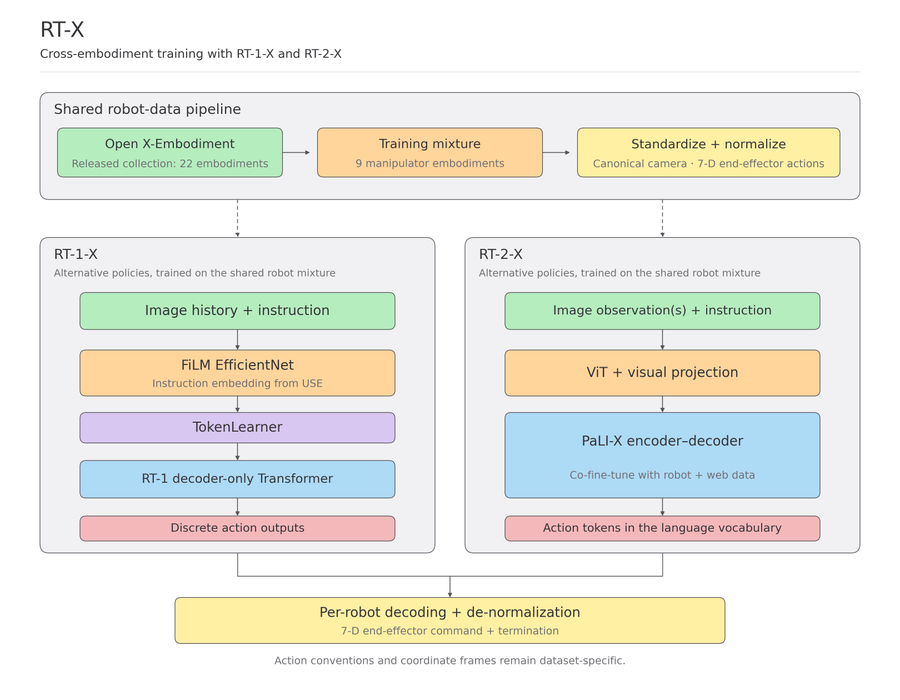 RT-X
Cross-embodiment training with RT-1-X and RT-2-X
Shared robot-data pipeline
Open X-Embodiment
Released collection: 22 embodiments
Training mixture
9 manipulator embodiments
Standardize + normalize
Canonical camera · 7-D end-effector actions
RT-1-X
Alternative policies, trained on the shared robot mixture
Image history + instruction
FiLM EfficientNet
Instruction embedding from USE
TokenLearner
RT-1 decoder-only Transformer
Discrete action outputs
RT-2-X
Alternative policies, trained on the shared robot mixture
Image observation(s) + instruction
ViT + visual projection
PaLI-X encoder–decoder
Co-fine-tune with robot + web data
Action tokens in the language vocabulary
Per-robot decoding + de-normalization
7-D end-effector command + termination
Action conventions and coordinate frames remain dataset-specific.